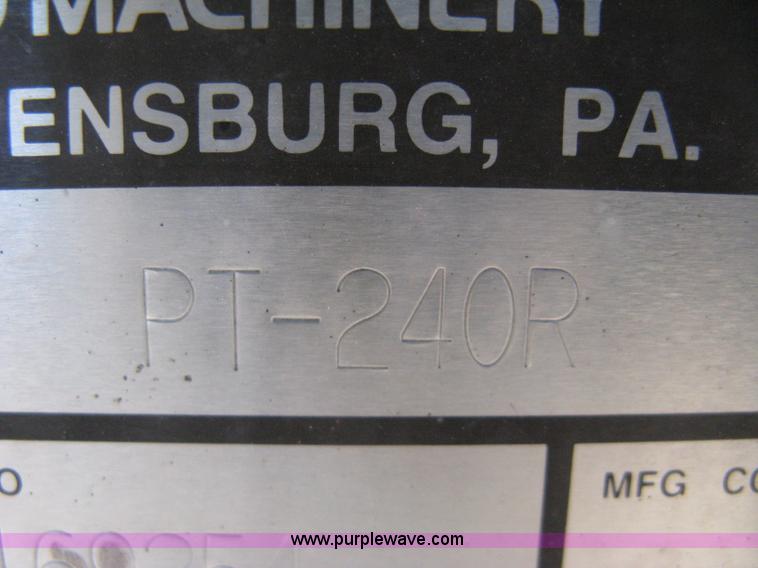 MACHINERY
ENSBURG, PA.
PT-240R
O
MFG CO
www.purplewave.com